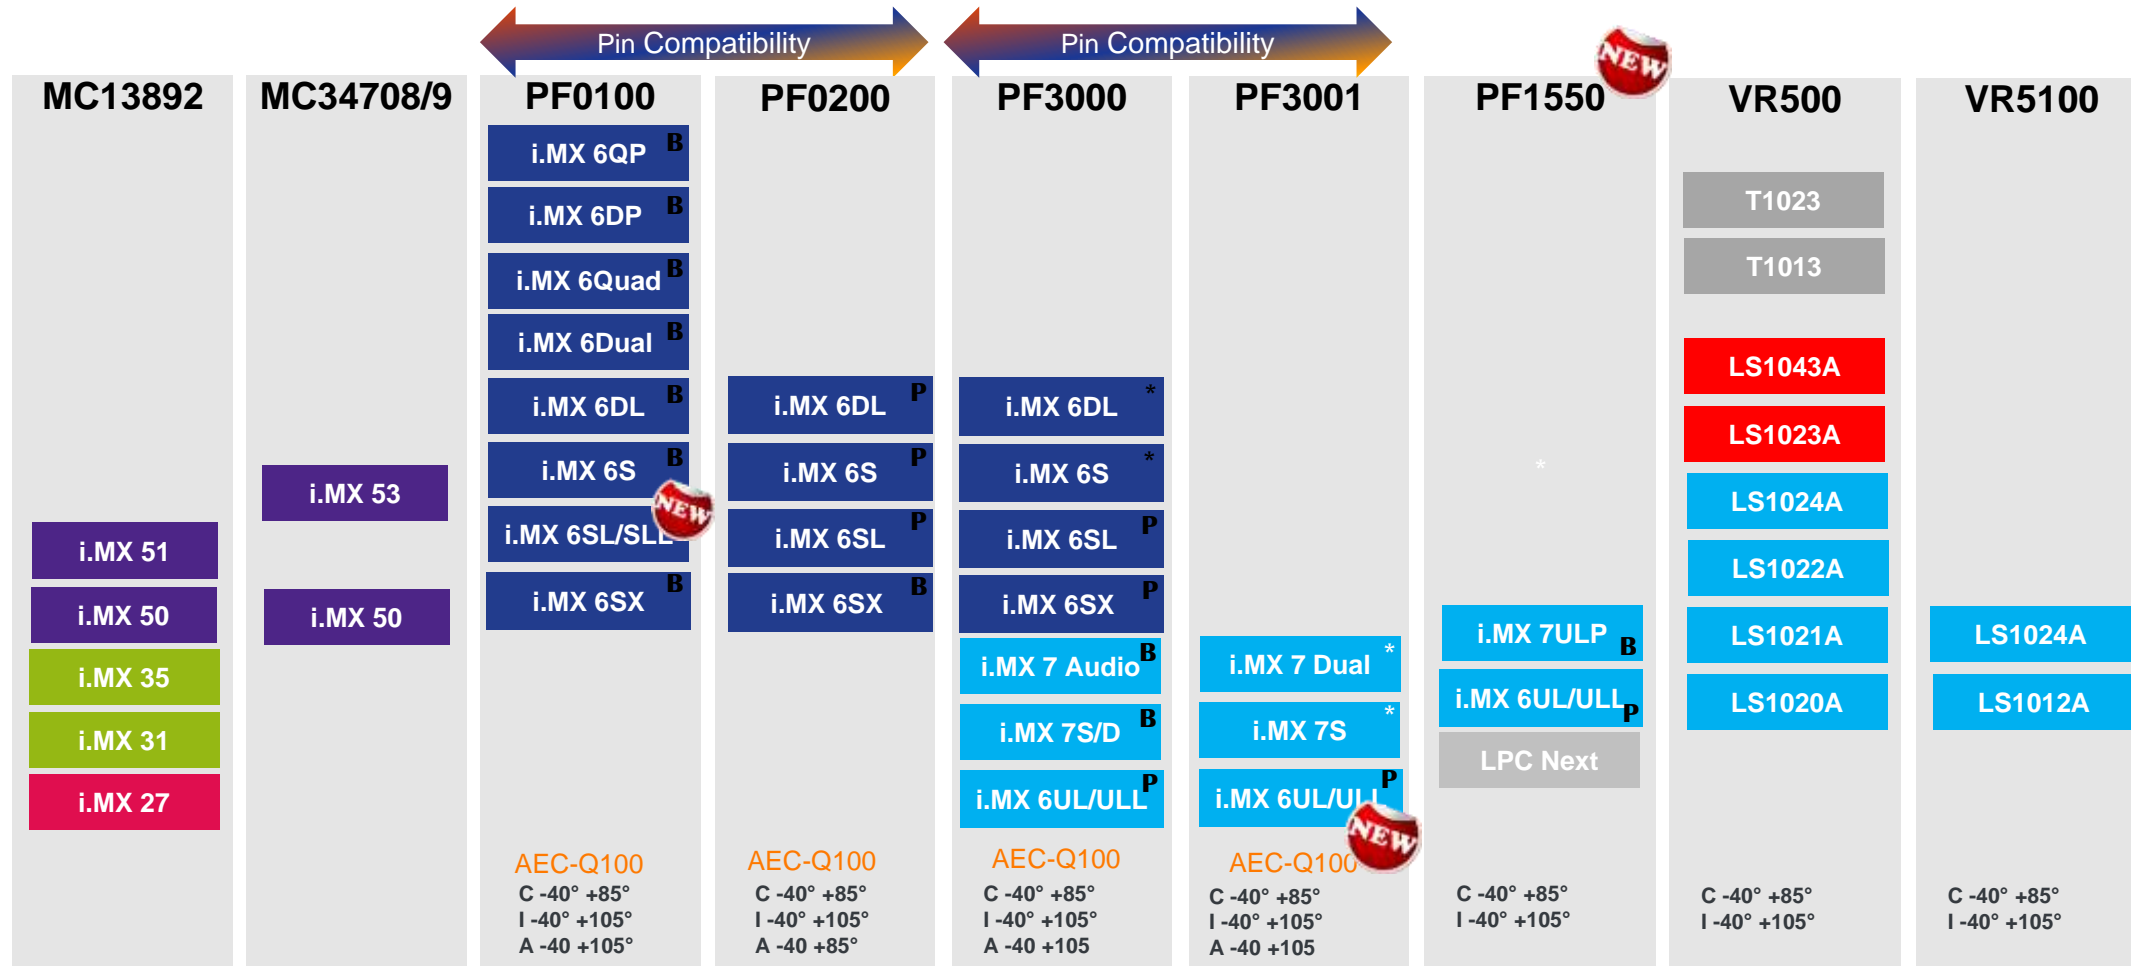 Pin Compatibility
Pin Compatibility
NEW
MC13892
i.MX 51
i.MX 50
i.MX 35
i.MX 31
i.MX 27
MC34708/9
i.MX 53
i.MX 50
PF0100
i.MX 6QP B
i.MX 6DP B
i.MX 6Quad B
i.MX 6Dual B
i.MX 6DL B
i.MX 6S B
NEW
i.MX 6SL/SLL
i.MX 6SX B
AEC-Q100
C -40° +85°
I -40° +105°
A -40 +105°
PF0200
i.MX 6DL P
i.MX 6S P
i.MX 6SL P
i.MX 6SX B
AEC-Q100
C -40° +85°
I -40° +105°
A -40 +85°
PF3000
i.MX 6DL *
i.MX 6S *
i.MX 6SL P
i.MX 6SX P
i.MX 7 Audio B
i.MX 7S/D B
i.MX 6UL/ULL P
AEC-Q100
C -40° +85°
I -40° +105°
A -40 +105
PF3001
i.MX 7 Dual *
i.MX 7S *
i.MX 6UL/ULL P
NEW
AEC-Q100
C -40° +85°
I -40° +105°
A -40 +105
PF1550
*
i.MX 7ULP B
i.MX 6UL/ULL P
LPC Next
C -40° +85°
I -40° +105°
VR500
T1023
T1013
LS1043A
LS1023A
LS1024A
LS1022A
LS1021A
LS1020A
C -40° +85°
I -40° +105°
VR5100
LS1024A
LS1012A
C -40° +85°
I -40° +105°